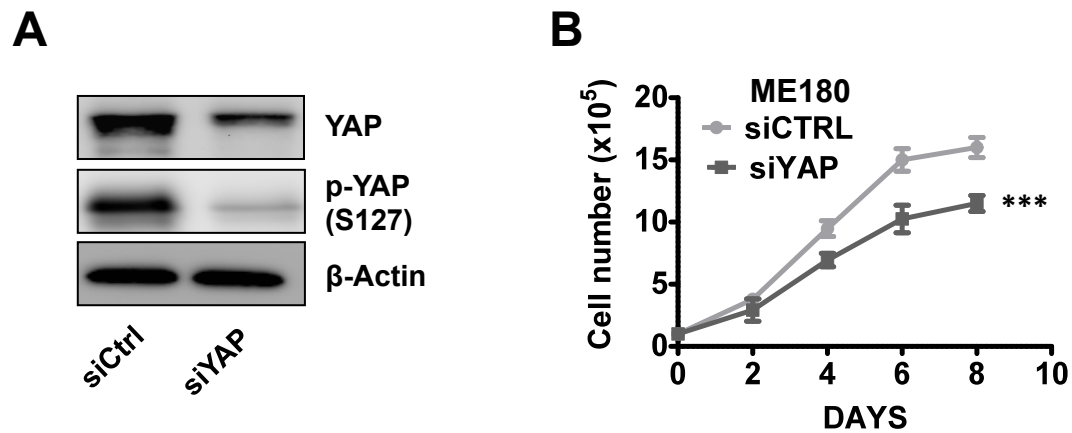 A
YAP
p-YAP
(S127)
β-Actin
siCtrl
siYAP
B
ME180
siCTRL
siYAP
Cell number (x10⁵)
20
15
10
5
0
***
0 2 4 6 8 10
DAYS